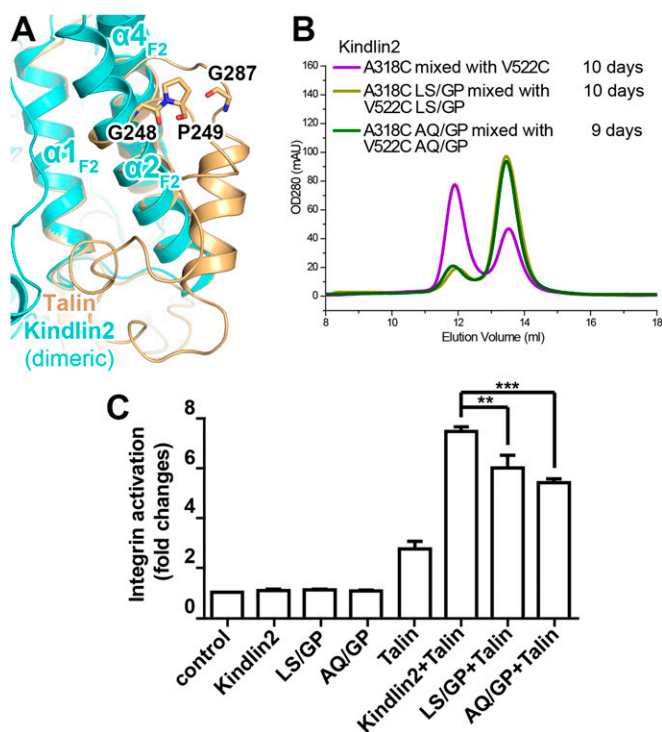 A
α4F2
G287
G248 P249
α1F2
α2F2
Talin
Kindlin2
(dimeric)
B
Kindlin2
A318C mixed with V522C 10 days
A318C LS/GP mixed with 10 days
V522C LS/GP
A318C AQ/GP mixed with 9 days
V522C AQ/GP
OD280 (mAU)
160
140
120
100
80
60
40
20
0
8 10 12 14 16 18
Elution Volume (ml)
C
Integrin activation
(fold changes)
8
6
4
2
0
***
**
control
Kindlin2
LS/GP
AQ/GP
Talin
Kindlin2+Talin
LS/GP+Talin
AQ/GP+Talin